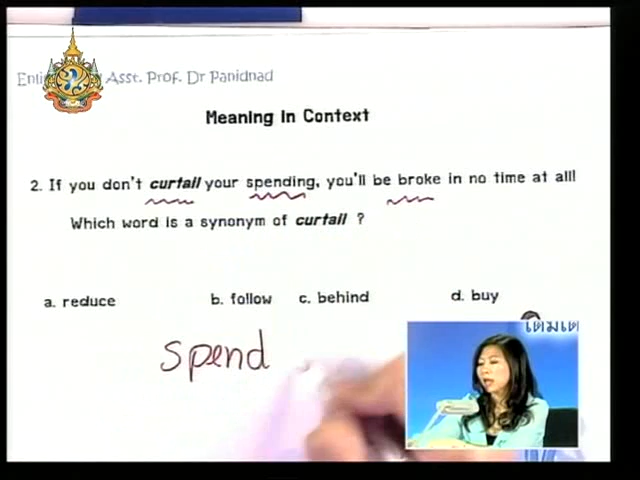 Asst. Prof. Dr Panidnad
Meaning in Context
2. If you don't curtail your spending, you'll be broke in no time at all!
Which word is a synonym of curtail ?
a. reduce b. follow c. behind d. buy
spend